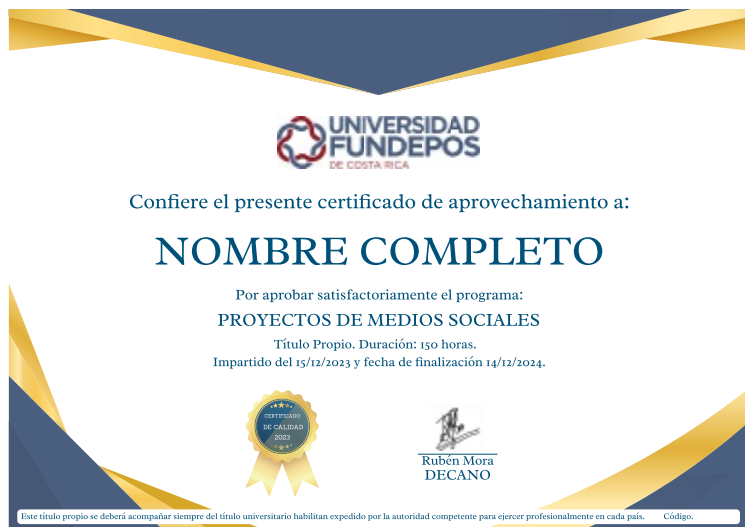 UNIVERSIDAD
FUNDEPOS
DE COSTA RICA
Confiere el presente certificado de aprovechamiento a:
NOMBRE COMPLETO
Por aprobar satisfactoriamente el programa:
PROYECTOS DE MEDIOS SOCIALES
Título Propio. Duración: 150 horas.
Impartido del 15/12/2023 y fecha de finalización 14/12/2024.
CERTIFICADO
DE CALIDAD
2023
Rubén Mora
DECANO
Este título propio se deberá acompañar siempre del título universitario habilitan expedido por la autoridad competente para ejercer profesionalmente en cada país. Código.